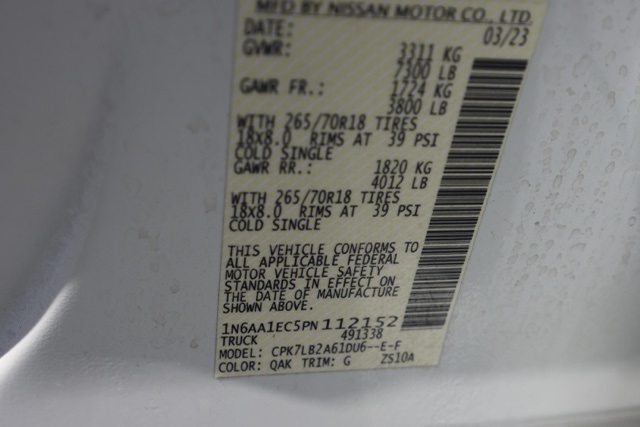 MFD BY NISSAN MOTOR CO., LTD.
DATE: 03/23
GVWR: 3311 KG
7300 LB
GAWR FR.: 1724 KG
3800 LB
WITH 265/70R18 TIRES
18X8.0 RIMS AT 39 PSI
COLD SINGLE
GAWR RR.: 1820 KG
4012 LB
WITH 265/70R18 TIRES
18X8.0 RIMS AT 39 PSI
COLD SINGLE
THIS VEHICLE CONFORMS TO
ALL APPLICABLE FEDERAL
MOTOR VEHICLE SAFETY
STANDARDS IN EFFECT ON
THE DATE OF MANUFACTURE
SHOWN ABOVE.
1N6AA1EC5PN112152
TRUCK 491338
MODEL: CPK7LB2A61DU6--E-F
COLOR: QAK TRIM: G ZS10A